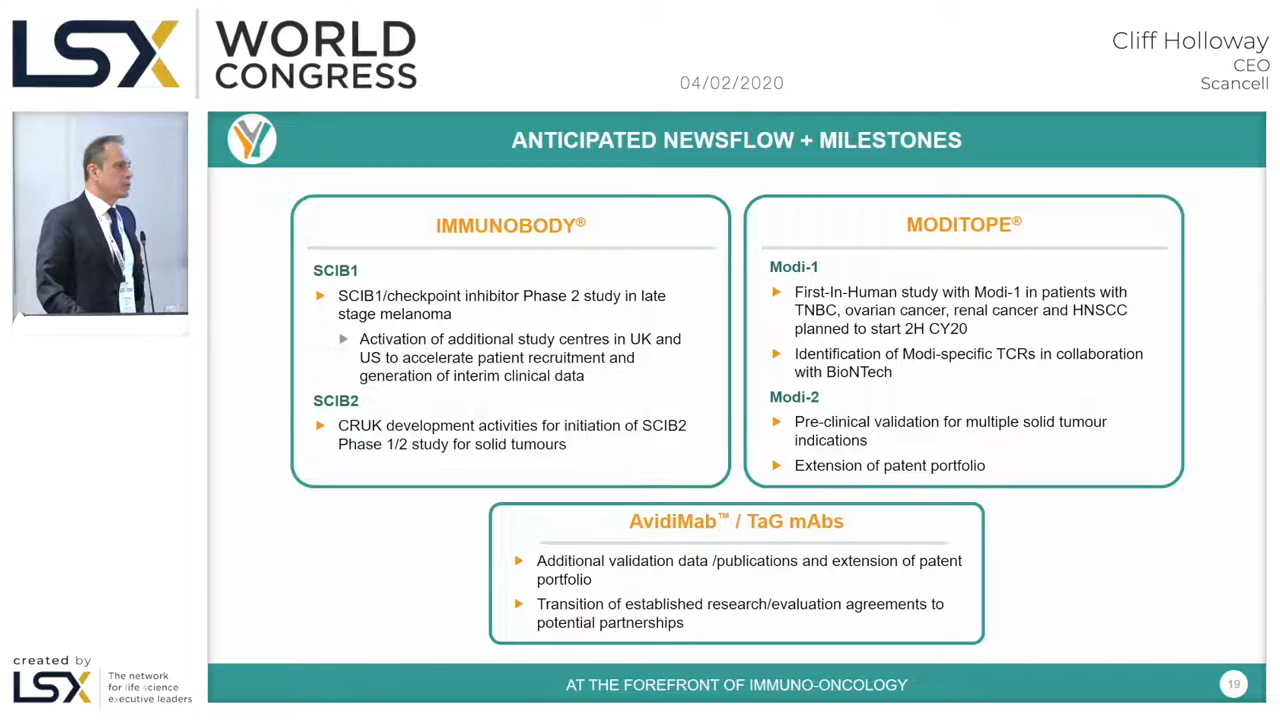 LSX
WORLD
CONGRESS
04/02/2020
Cliff Holloway
CEO
Scancell
ANTICIPATED NEWSFLOW + MILESTONES
IMMUNOBODY®
SCIB1
SCIB1/checkpoint inhibitor Phase 2 study in late
stage melanoma
Activation of additional study centres in UK and
US to accelerate patient recruitment and
generation of interim clinical data
SCIB2
CRUK development activities for initiation of SCIB2
Phase 1/2 study for solid tumours
MODITOPE®
Modi-1
First-In-Human study with Modi-1 in patients with
TNBC, ovarian cancer, renal cancer and HNSCC
planned to start 2H CY20
Identification of Modi-specific TCRs in collaboration
with BioNTech
Modi-2
Pre-clinical validation for multiple solid tumour
indications
Extension of patent portfolio
AvidiMab™ / TaG mAbs
Additional validation data /publications and extension of patent
portfolio
Transition of established research/evaluation agreements to
potential partnerships
created by
LSX
The network
for life science
executive leaders
AT THE FOREFRONT OF IMMUNO-ONCOLOGY
19